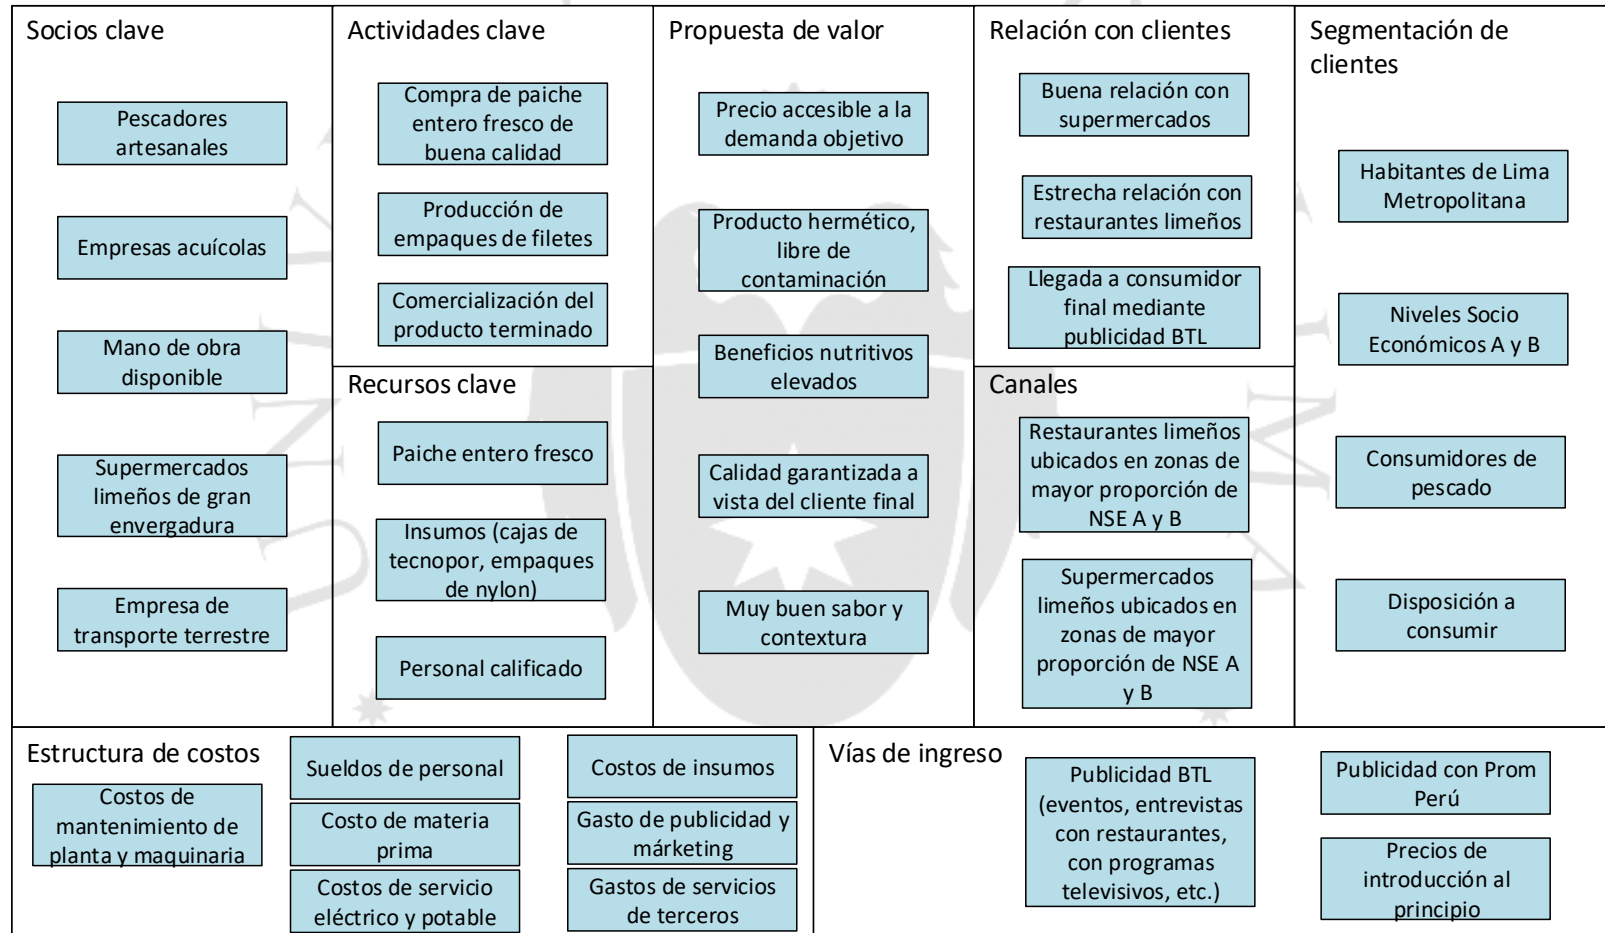 Socios clave
Pescadores
artesanales
Empresas acuícolas
Mano de obra
disponible
Supermercados
limeños de gran
envergadura
Empresa de
transporte terrestre
Actividades clave
Compra de paiche
entero fresco de
buena calidad
Producción de
empaques de filetes
Comercialización del
producto terminado
Recursos clave
Paiche entero fresco
Insumos (cajas de
tecnopor, empaques
de nylon)
Personal calificado
Propuesta de valor
Precio accesible a la
demanda objetivo
Producto hermético,
libre de
contaminación
Beneficios nutritivos
elevados
Calidad garantizada a
vista del cliente final
Muy buen sabor y
contextura
Relación con clientes
Buena relación con
supermercados
Estrecha relación con
restaurantes limeños
Llegada a consumidor
final mediante
publicidad BTL
Canales
Restaurantes limeños
ubicados en zonas de
mayor proporción de
NSE A y B
Supermercados
limeños ubicados en
zonas de mayor
proporción de NSE A
y B
Segmentación de
clientes
Habitantes de Lima
Metropolitana
Niveles Socio
Económicos A y B
Consumidores de
pescado
Disposición a
consumir
Estructura de costos
Costos de
mantenimiento de
planta y maquinaria
Sueldos de personal
Costo de materia
prima
Costos de servicio
eléctrico y potable
Costos de insumos
Gasto de publicidad y
márketing
Gastos de servicios
de terceros
Vías de ingreso
Publicidad BTL
(eventos, entrevistas
con restaurantes,
con programas
televisivos, etc.)
Publicidad con Prom
Perú
Precios de
introducción al
principio